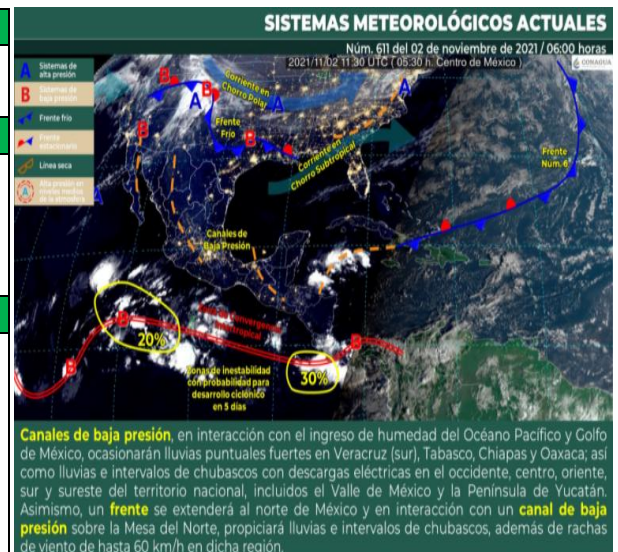 SISTEMAS METEOROLÓGICOS ACTUALES
Núm. 611 del 02 de noviembre de 2021 / 06:00 horas
2021/11/02 11:30 UTC ( 05:30 h. Centro de México )
CONAGUA
A Sistemas de
alta presión
B Sistemas de
baja presión
Frente frío
Frente
estacionario
Línea seca
A Alta presión en
niveles medios
de la atmósfera
B
B
A
A
A
B
B
A
Corriente en
Chorro Polar
Frente
Frío
Corriente en
Chorro Subtropical
Frente
Núm. 6
Canales de
Baja Presión
Zona de Convergencia
Intertropical
B
20%
B
B
30%
Zonas de inestabilidad
con probabilidad para
desarrollo ciclónico
en 5 días
Canales de baja presión, en interacción con el ingreso de humedad del Océano Pacífico y Golfo
de México, ocasionarán lluvias puntuales fuertes en Veracruz (sur), Tabasco, Chiapas y Oaxaca; así
como lluvias e intervalos de chubascos con descargas eléctricas en el occidente, centro, oriente,
sur y sureste del territorio nacional, incluidos el Valle de México y la Península de Yucatán.
Asimismo, un frente se extenderá al norte de México y en interacción con un canal de baja
presión sobre la Mesa del Norte, propiciará lluvias e intervalos de chubascos, además de rachas
de viento de hasta 60 km/h en dicha región.